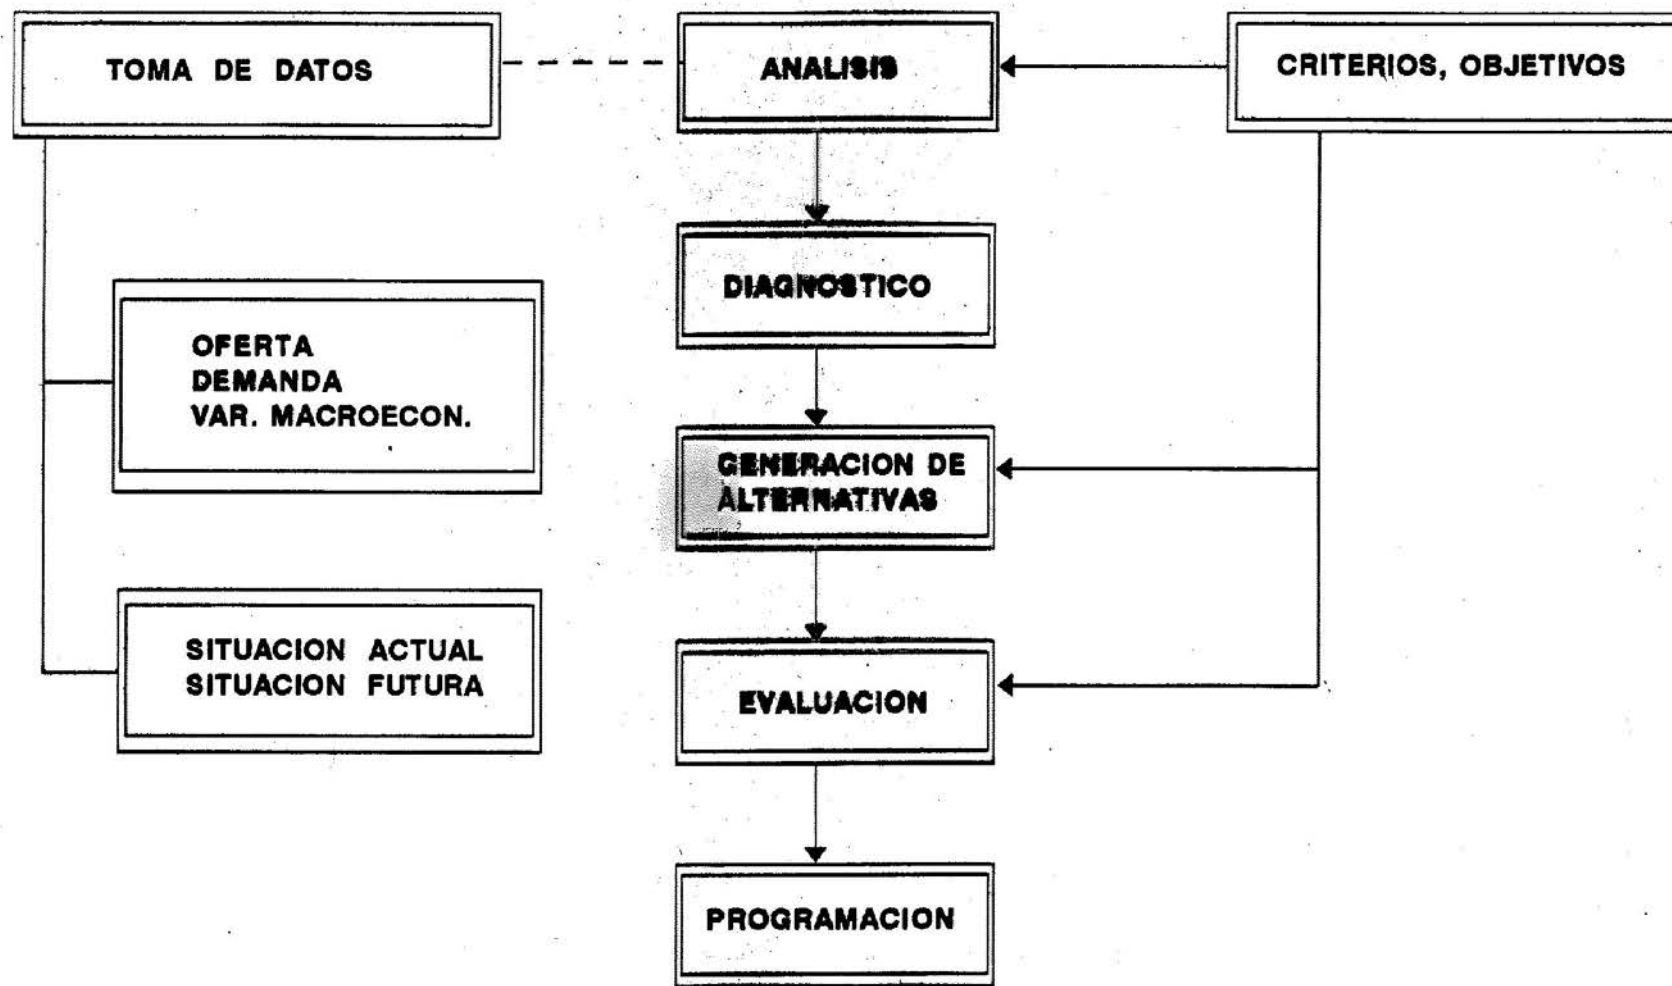 TOMA DE DATOS
ANALISIS
CRITERIOS, OBJETIVOS
DIAGNOSTICO
OFERTA
DEMANDA
VAR. MACROECON.
GENERACION DE
ALTERNATIVAS
SITUACION ACTUAL
SITUACION FUTURA
EVALUACION
PROGRAMACION